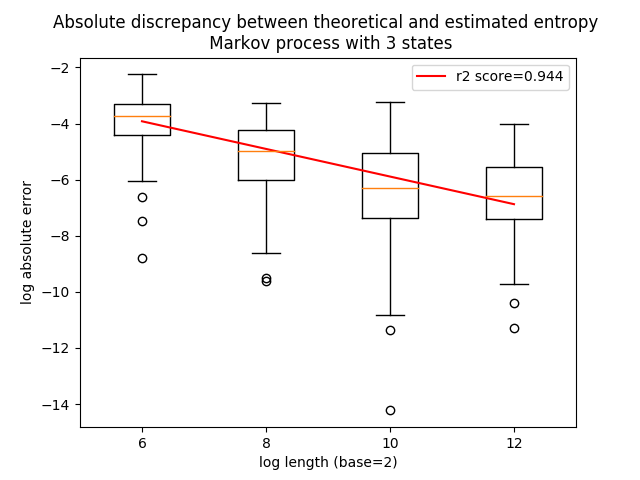 Absolute discrepancy between theoretical and estimated entropy
Markov process with 3 states
r2 score=0.944
log absolute error
−2
−4
−6
−8
−10
−12
−14
6
8
10
12
log length (base=2)